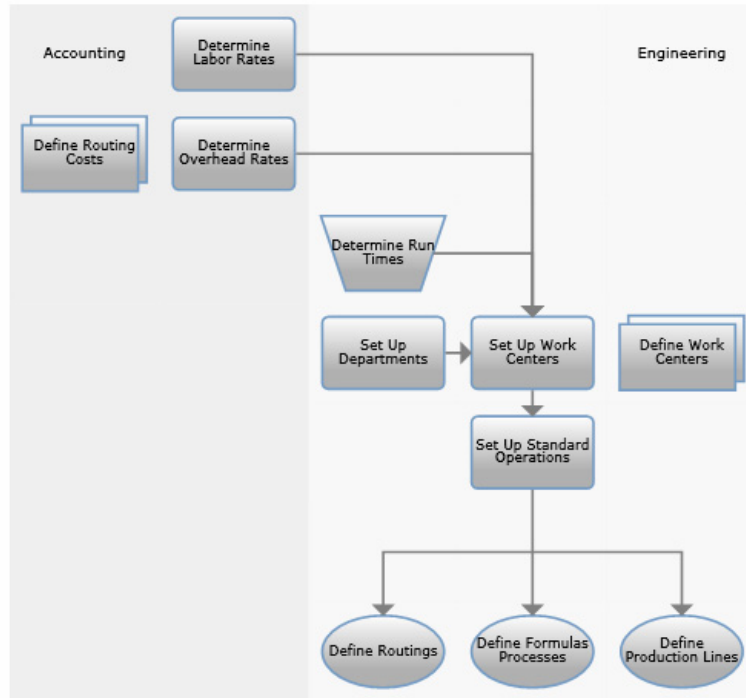 Accounting
Determine
Labor Rates
Engineering
Define Routing
Costs
Determine
Overhead Rates
Determine Run
Times
Set Up
Departments
Set Up Work
Centers
Define Work
Centers
Set Up Standard
Operations
Define Routings
Define Formulas
Processes
Define
Production Lines